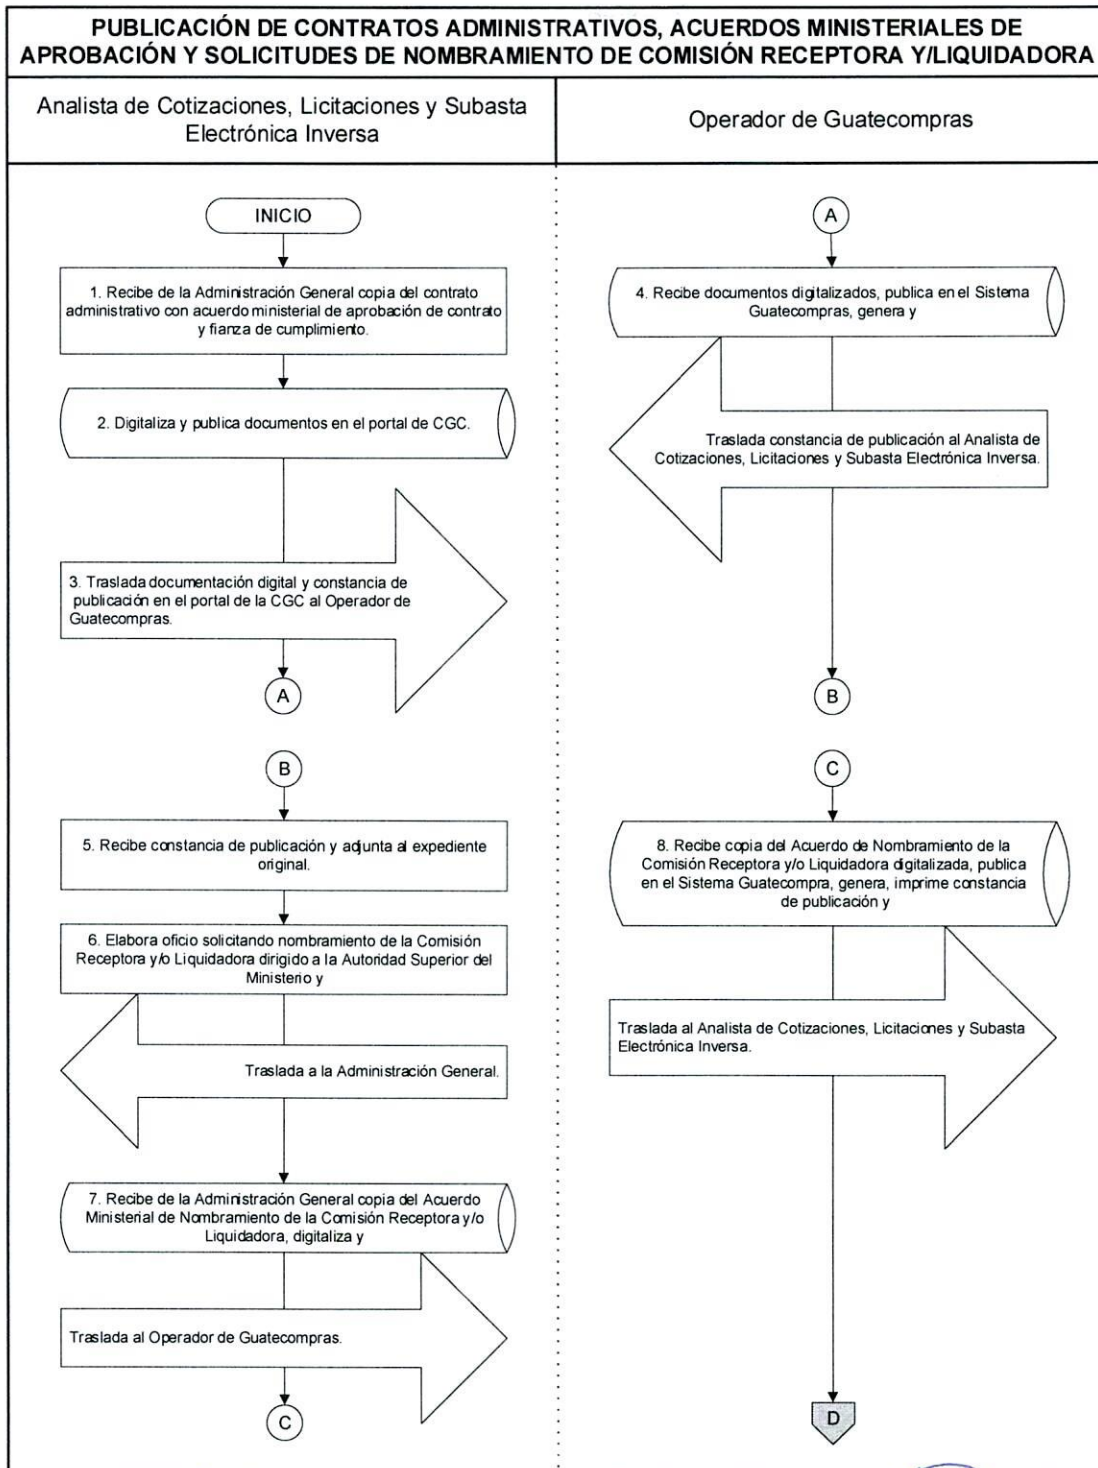 PUBLICACIÓN DE CONTRATOS ADMINISTRATIVOS, ACUERDOS MINISTERIALES DE
APROBACIÓN Y SOLICITUDES DE NOMBRAMIENTO DE COMISIÓN RECEPTORA Y/LIQUIDADORA
Analista de Cotizaciones, Licitaciones y Subasta
Electrónica Inversa
INICIO
1. Recibe de la Administración General copia del contrato
administrativo con acuerdo ministerial de aprobación de contrato
y fianza de cumplimiento.
2. Digitaliza y publica documentos en el portal de CGC.
3. Traslada documentación digital y constancia de
publicación en el portal de la CGC al Operador de
Guatecompras.
A
B
5. Recibe constancia de publicación y adjunta al expediente
original.
6. Elabora oficio solicitando nombramiento de la Comisión
Receptora y/o Liquidadora dirigido a la Autoridad Superior del
Ministerio y
Traslada a la Administración General.
7. Recibe de la Administración General copia del Acuerdo
Ministerial de Nombramiento de la Comisión Receptora y/o
Liquidadora, digitaliza y
Traslada al Operador de Guatecompras.
C
Operador de Guatecompras
A
4. Recibe documentos digitalizados, publica en el Sistema
Guatecompras, genera y
Traslada constancia de publicación al Analista de
Cotizaciones, Licitaciones y Subasta Electrónica Inversa.
B
C
8. Recibe copia del Acuerdo de Nombramiento de la
Comisión Receptora y/o Liquidadora digitalizada, publica
en el Sistema Guatecompra, genera, imprime constancia
de publicación y
Traslada al Analista de Cotizaciones, Licitaciones y Subasta
Electrónica Inversa.
D